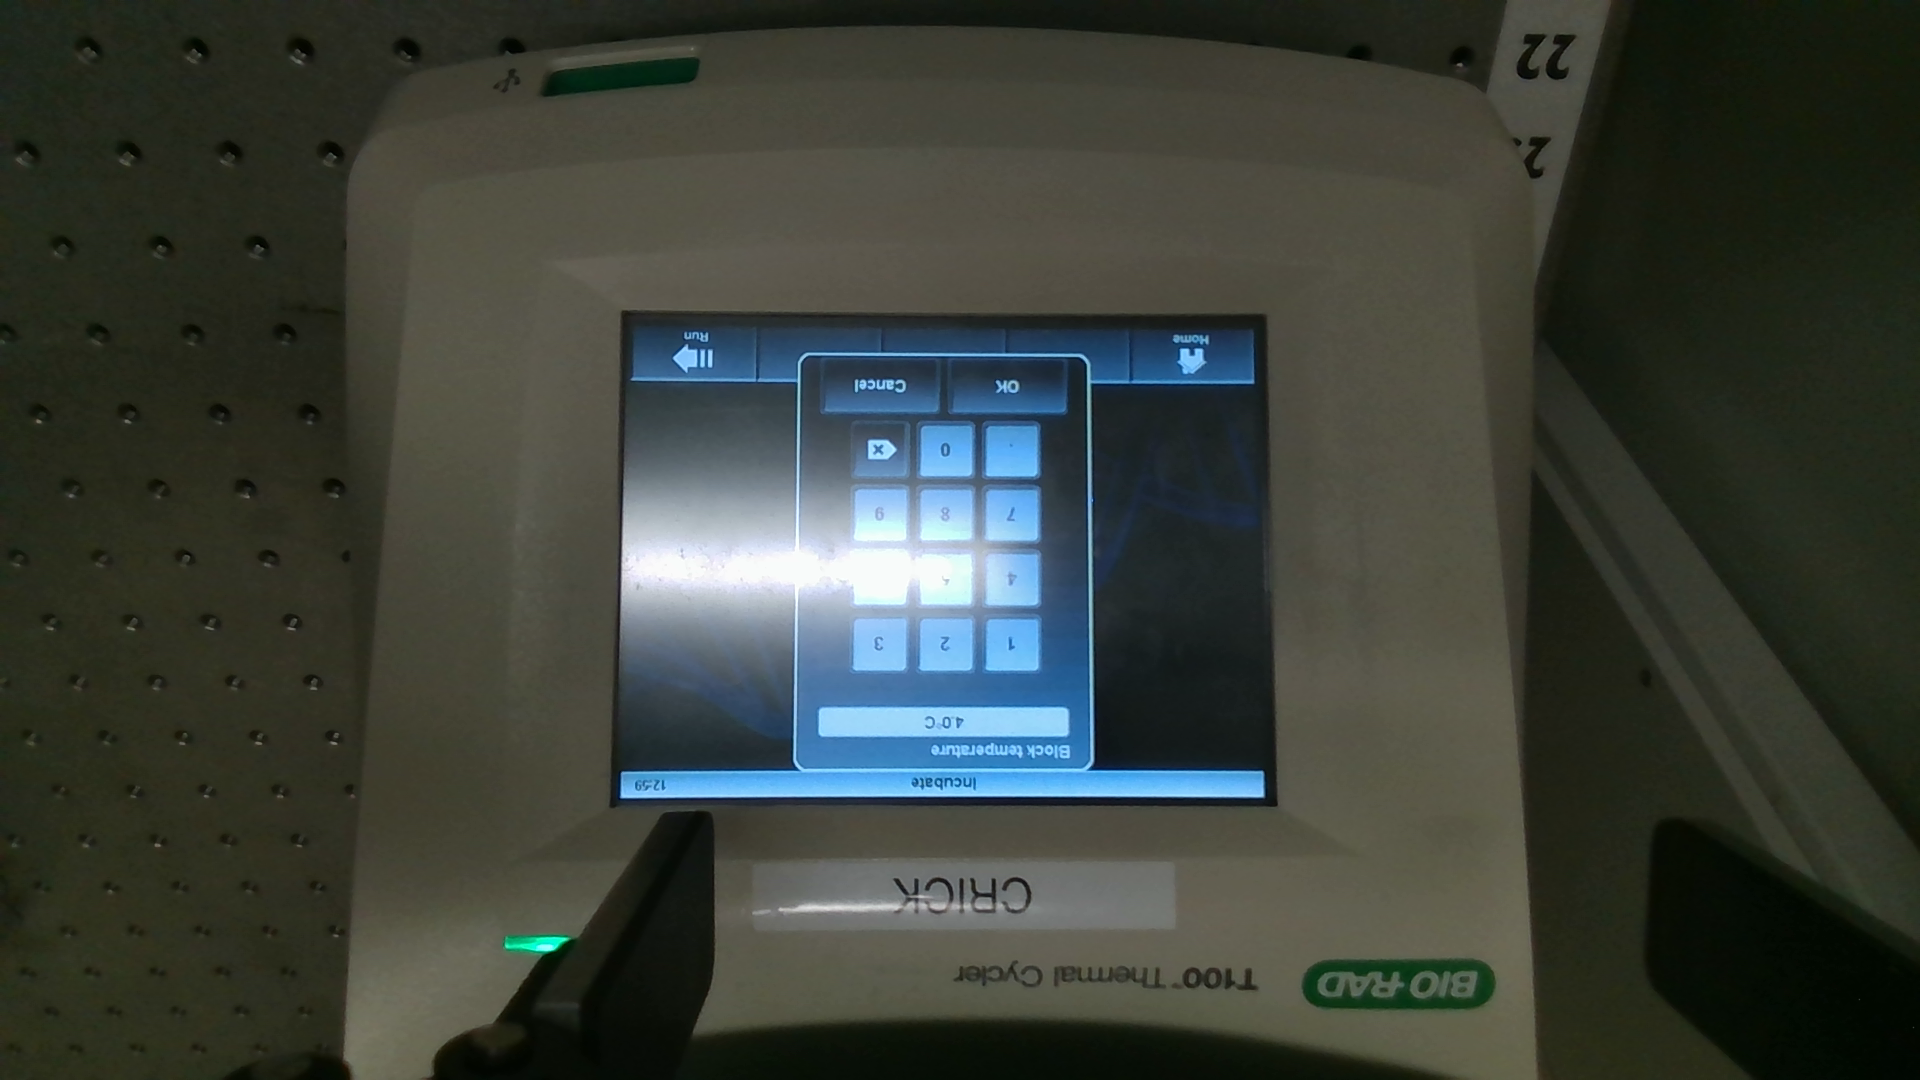 BIO-RAD T100™ Thermal Cycler
CRICK
Incubate 12:59
Block temperature
4.0°C
1 2 3
4
7 8 9
. 0
OK Cancel
Home Run
22